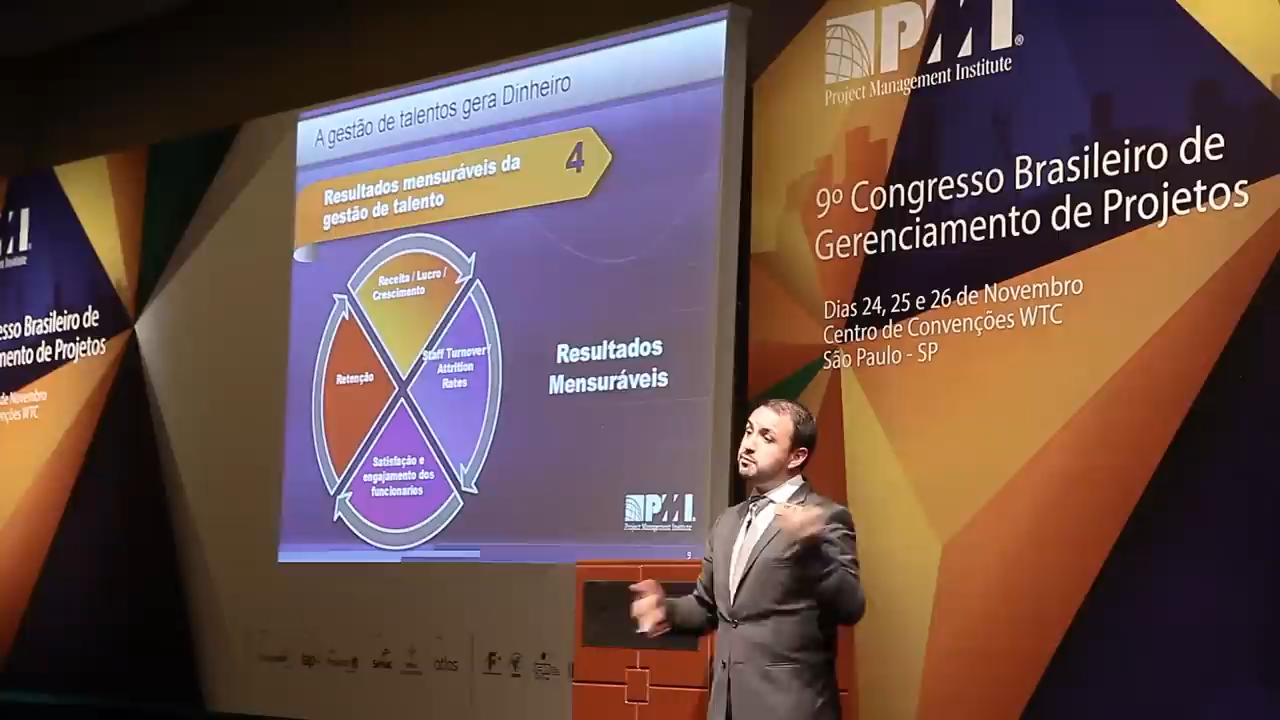 A gestão de talentos gera Dinheiro
Resultados mensuráveis da
gestão de talento
4
Receita / Lucro /
Crescimento
Staff Turnover
Attrition
Rates
Satisfação e
engajamento dos
funcionarios
Retenção
Resultados
Mensuráveis
PMI.
Project Management Institute
9
PMI®
Project Management Institute
9º Congresso Brasileiro de
Gerenciamento de Projetos
Dias 24, 25 e 26 de Novembro
Centro de Convenções WTC
São Paulo - SP
esso Brasileiro de
mento de Projetos
de Novembro
nções WTC
atlas